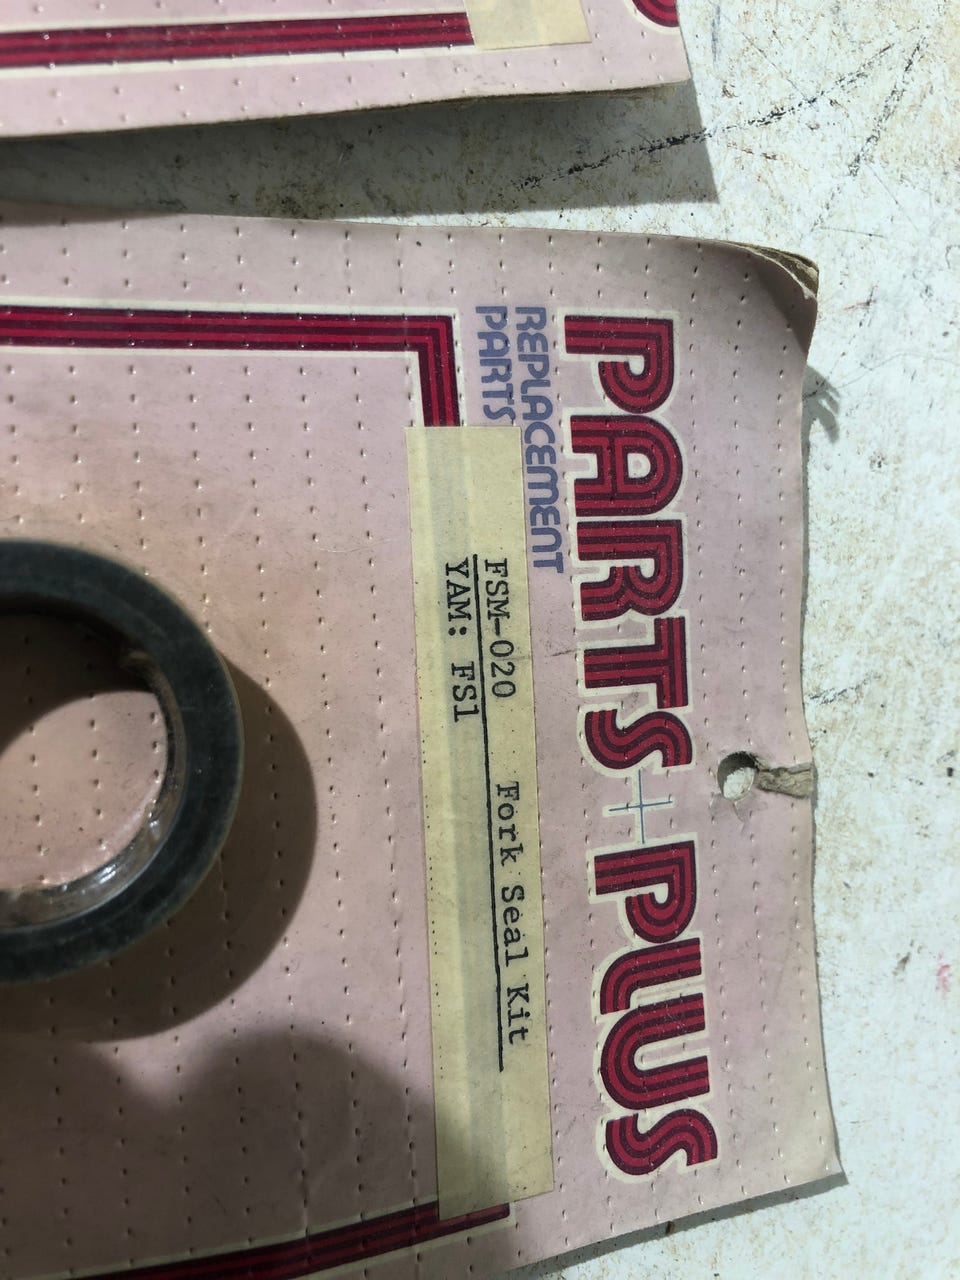 PARTS+PLUS
REPLACEMENT
PARTS
FSM-020 Fork Seal Kit
YAM: FS1